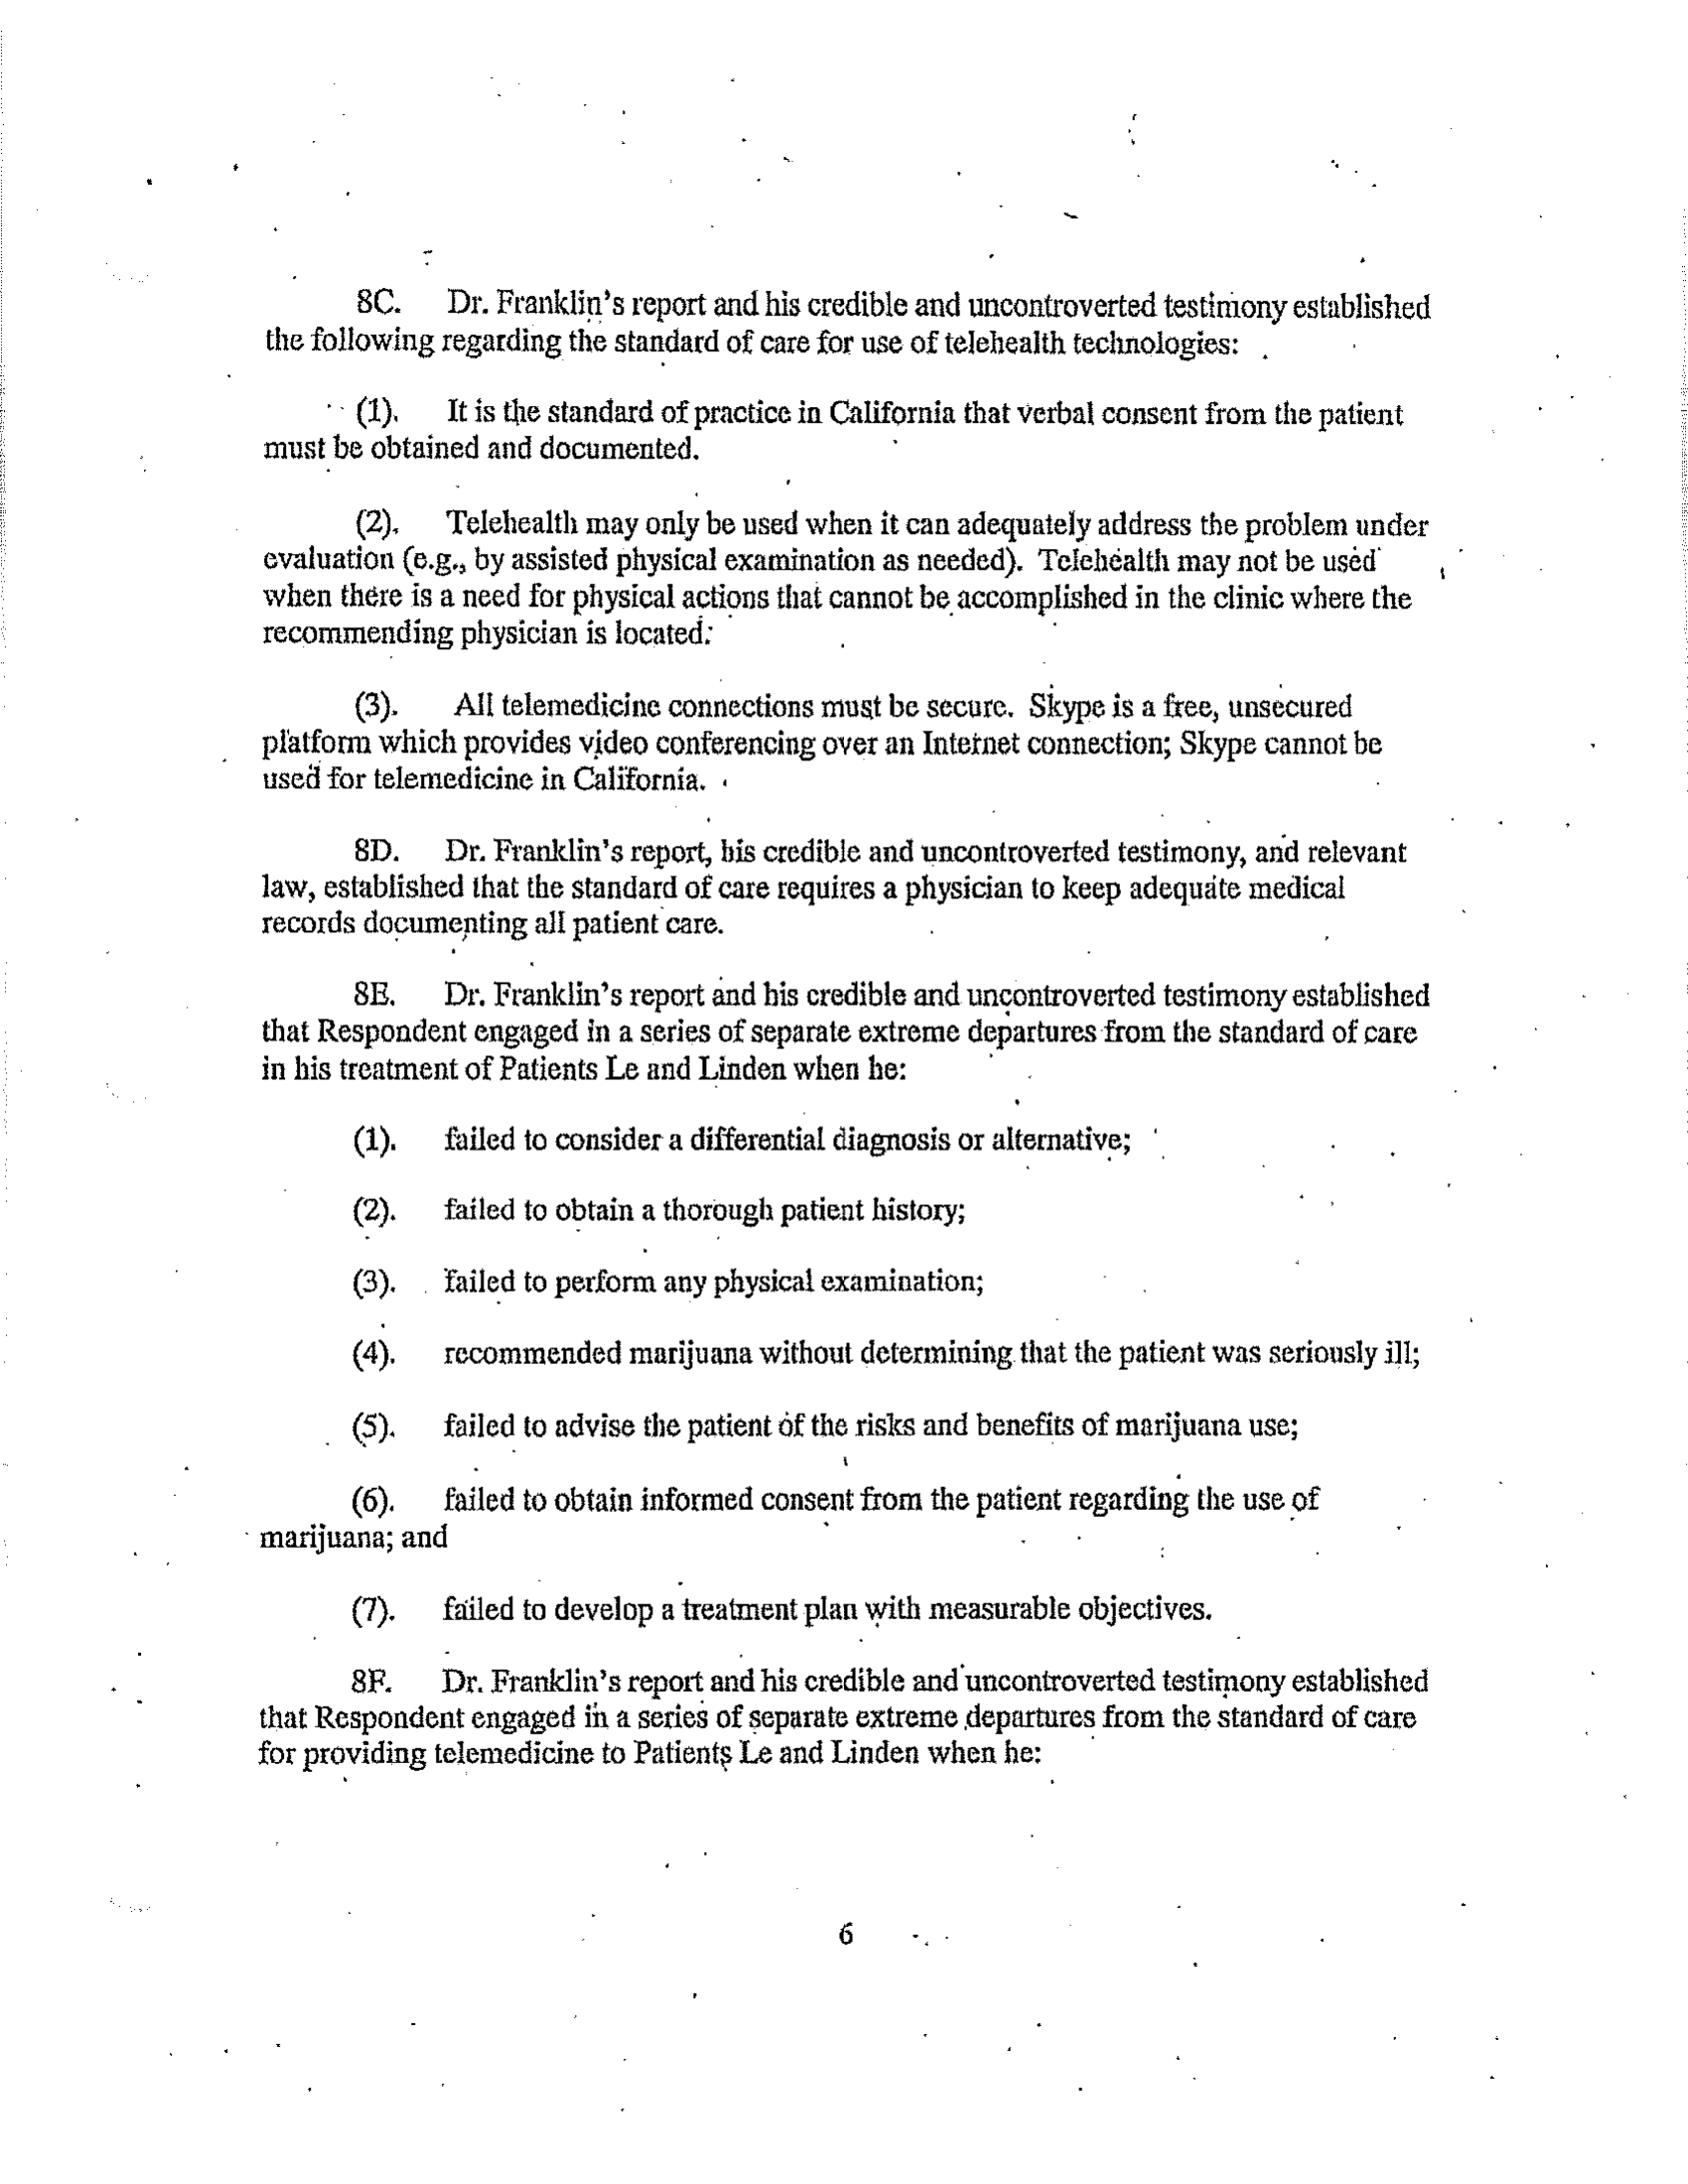 8C. Dr. Franklin's report and his credible and uncontroverted testimony established
the following regarding the standard of care for use of telehealth technologies:
(1). It is the standard of practice in California that verbal consent from the patient
must be obtained and documented.
(2). Telehealth may only be used when it can adequately address the problem under
evaluation (e.g., by assisted physical examination as needed). Telehealth may not be used
when there is a need for physical actions that cannot be accomplished in the clinic where the
recommending physician is located.
(3). All telemedicine connections must be secure. Skype is a free, unsecured
platform which provides video conferencing over an Internet connection; Skype cannot be
used for telemedicine in California.
8D. Dr. Franklin's report, his credible and uncontroverted testimony, and relevant
law, established that the standard of care requires a physician to keep adequate medical
records documenting all patient care.
8E. Dr. Franklin's report and his credible and uncontroverted testimony established
that Respondent engaged in a series of separate extreme departures from the standard of care
in his treatment of Patients Le and Linden when he:
(1). failed to consider a differential diagnosis or alternative;
(2). failed to obtain a thorough patient history;
(3). failed to perform any physical examination;
(4). recommended marijuana without determining that the patient was seriously ill;
(5). failed to advise the patient of the risks and benefits of marijuana use;
(6). failed to obtain informed consent from the patient regarding the use of
marijuana; and
(7). failed to develop a treatment plan with measurable objectives.
8F. Dr. Franklin's report and his credible and uncontroverted testimony established
that Respondent engaged in a series of separate extreme departures from the standard of care
for providing telemedicine to Patients Le and Linden when he:
6